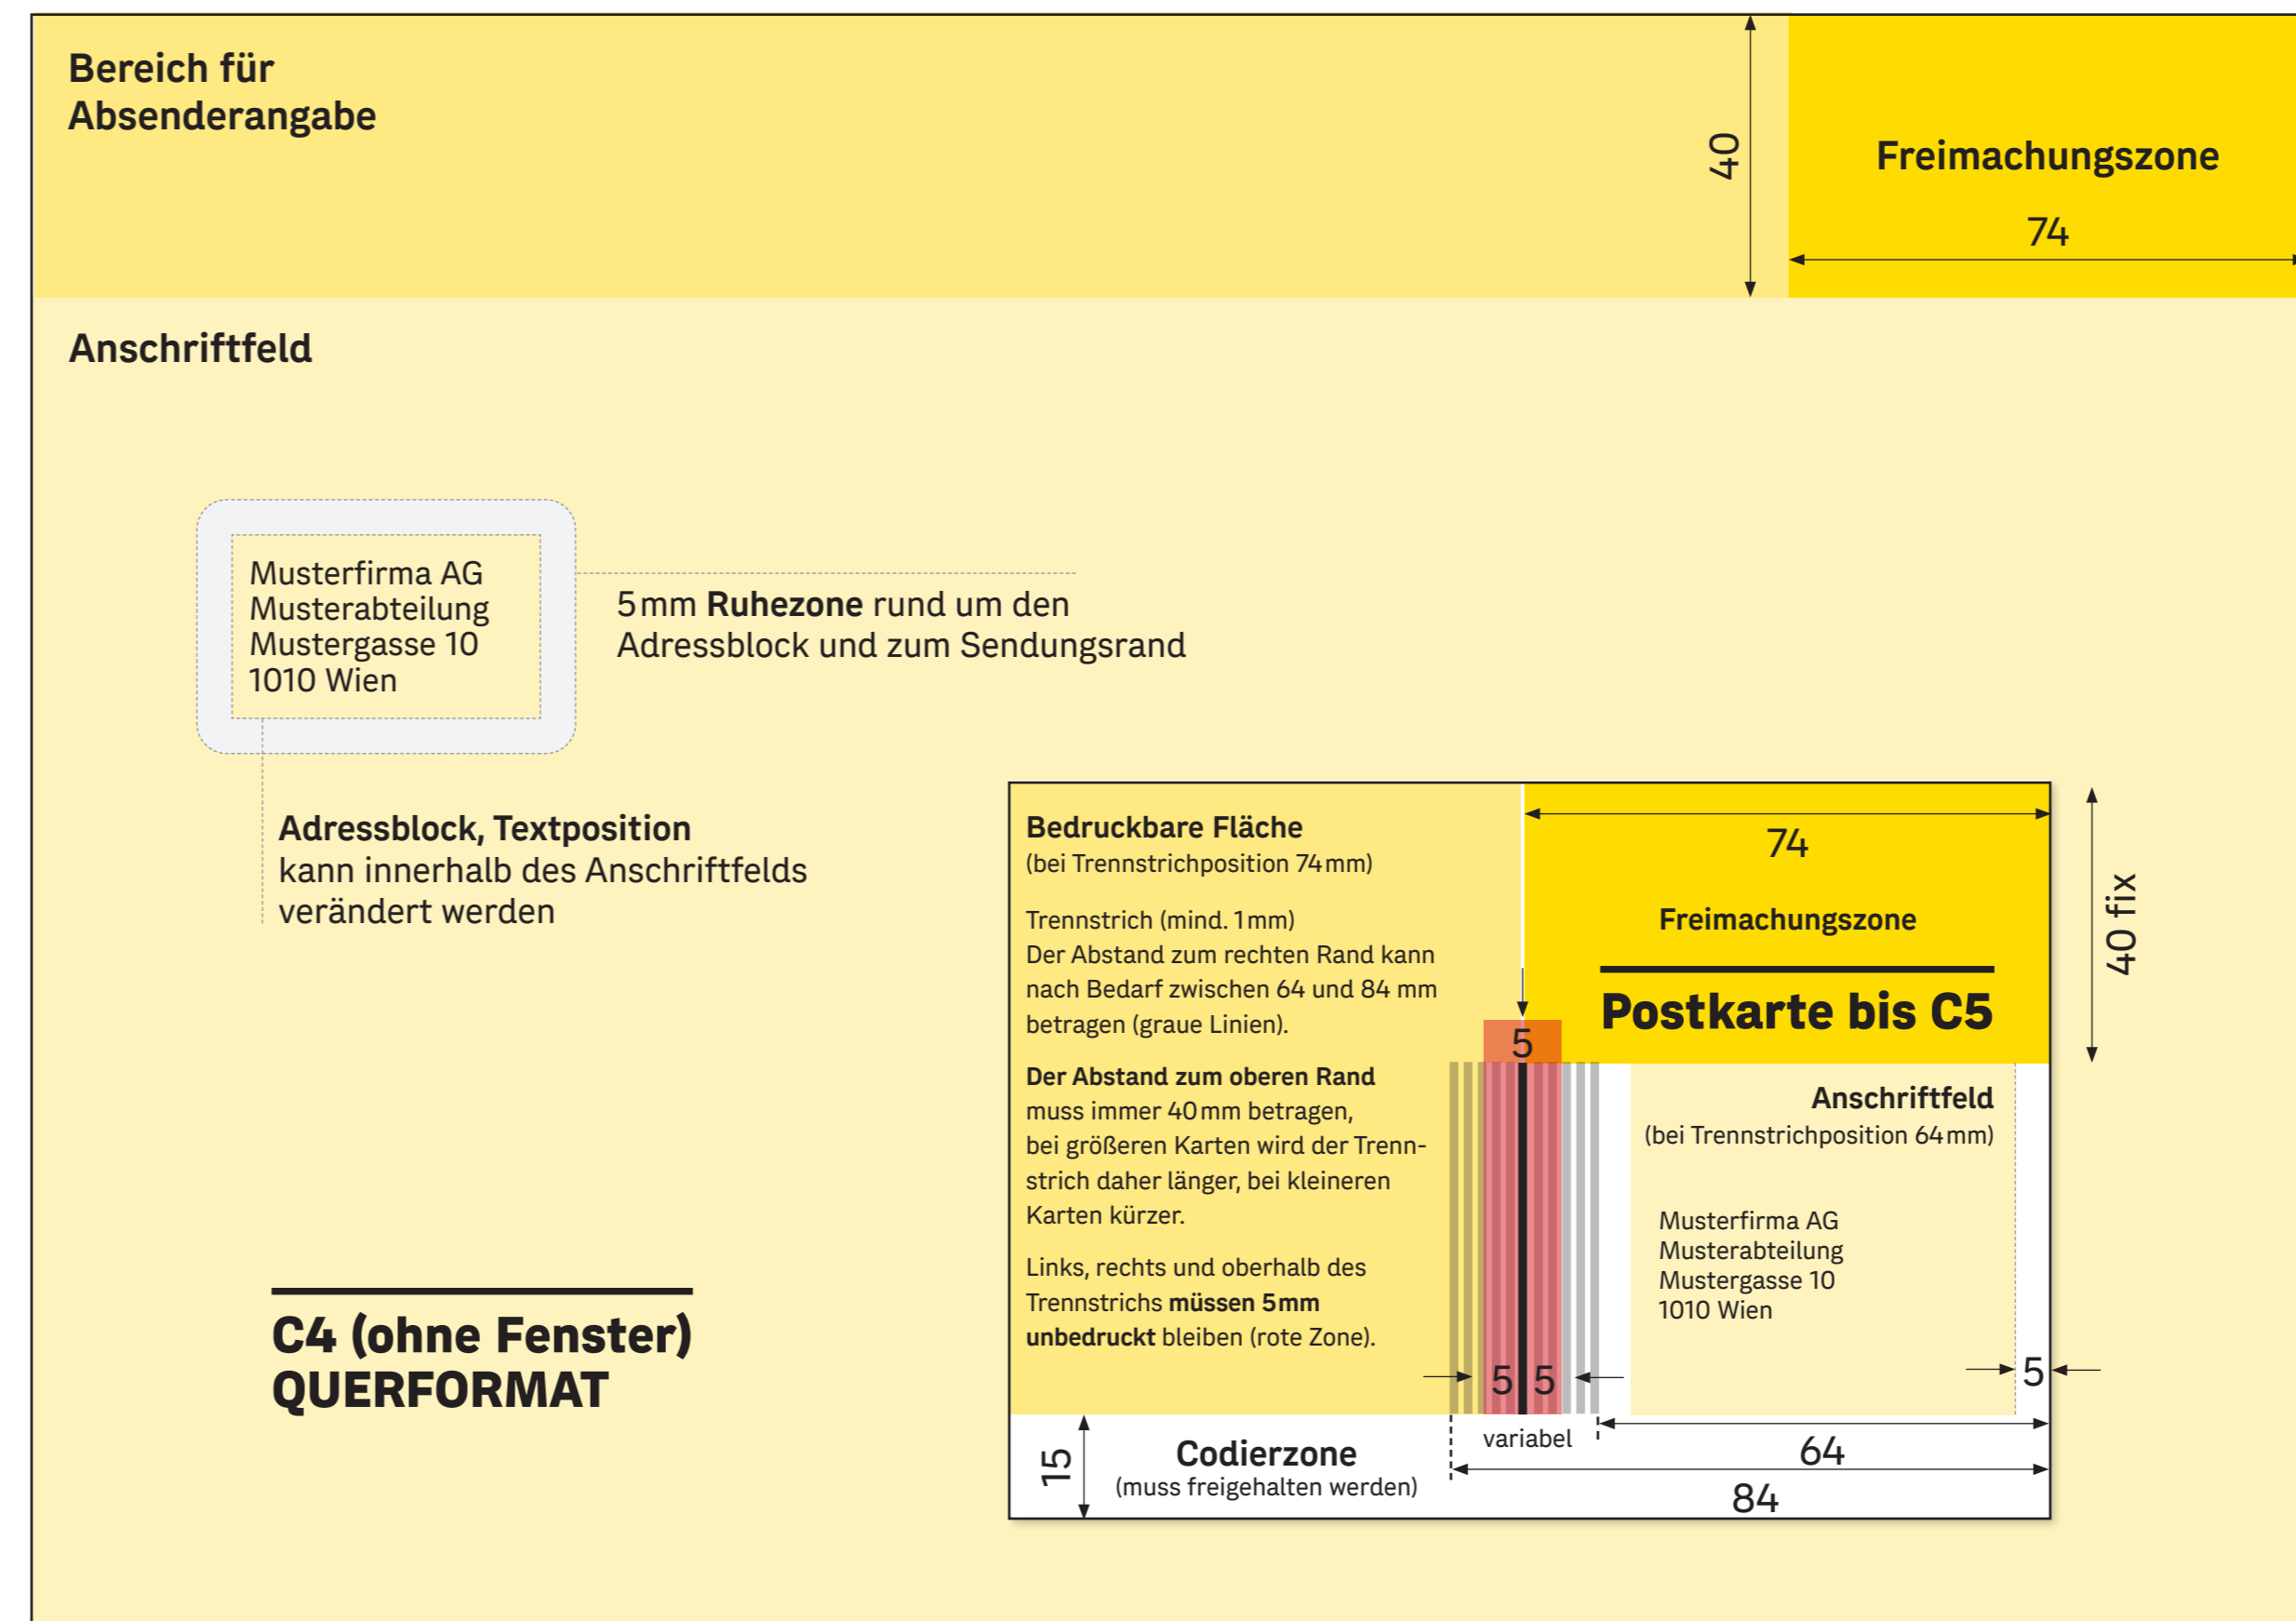 Bereich für
Absenderangabe
40
Freimachungszone
74
Anschriftfeld
Musterfirma AG
Musterabteilung
Mustergasse 10
1010 Wien
5 mm Ruhezone rund um den
Adressblock und zum Sendungsrand
Adressblock, Textposition
kann innerhalb des Anschriftfelds
verändert werden
C4 (ohne Fenster)
QUERFORMAT
Bedruckbare Fläche
(bei Trennstrichposition 74 mm)
Trennstrich (mind. 1 mm)
Der Abstand zum rechten Rand kann
nach Bedarf zwischen 64 und 84 mm
betragen (graue Linien).
Der Abstand zum oberen Rand
muss immer 40 mm betragen,
bei größeren Karten wird der Trenn-
strich daher länger, bei kleineren
Karten kürzer.
Links, rechts und oberhalb des
Trennstrichs müssen 5 mm
unbedruckt bleiben (rote Zone).
74
Freimachungszone
Postkarte bis C5
40 fix
5
Anschriftfeld
(bei Trennstrichposition 64 mm)
Musterfirma AG
Musterabteilung
Mustergasse 10
1010 Wien
5 5
5
15
Codierzone
(muss freigehalten werden)
variabel
64
84